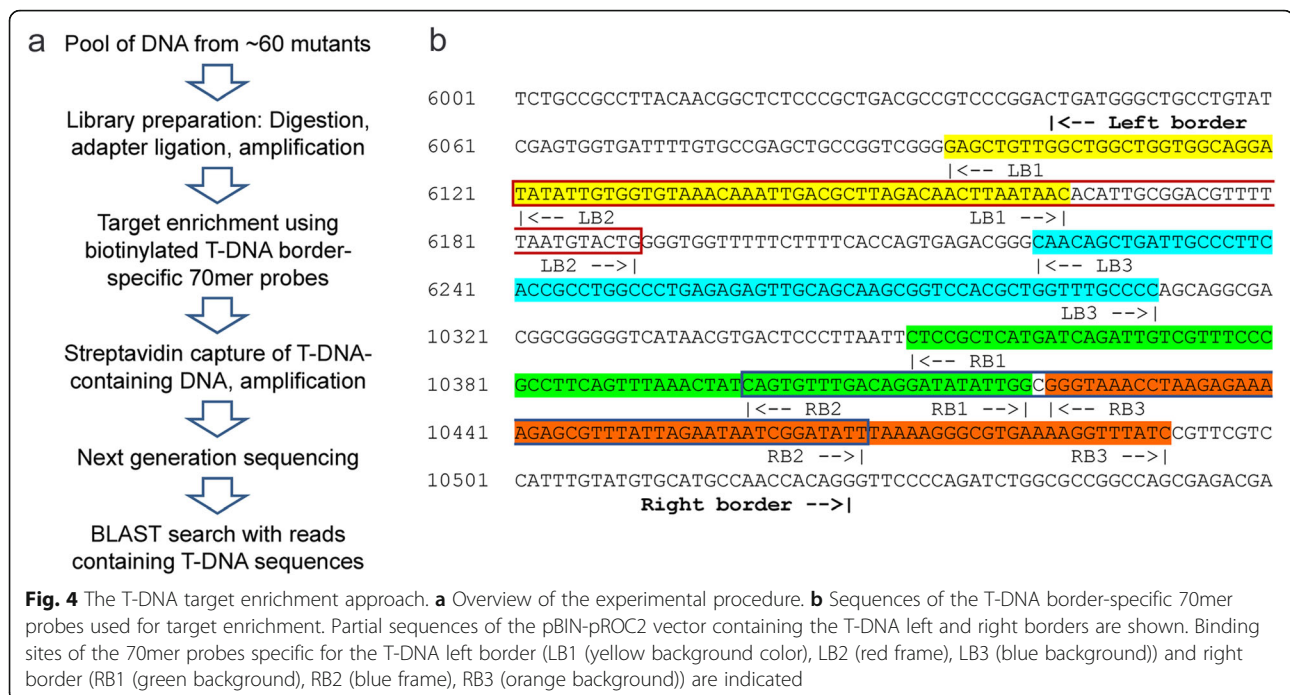 a
Pool of DNA from ~60 mutants
Library preparation: Digestion,
adapter ligation, amplification
Target enrichment using
biotinylated T-DNA border-
specific 70mer probes
Streptavidin capture of T-DNA-
containing DNA, amplification
Next generation sequencing
BLAST search with reads
containing T-DNA sequences
b
6001 TCTGCCGCCTTACAACGGCTCTCCCGCTGACGCCGTCCCGGACTGATGGGCTGCCTGTAT
|<-- Left border
6061 CGAGTGGTGATTTTGTGCCGAGCTGCCGGTCGGGGAGCTGTTGGCTGGCTGGTGGCAGGA
|<-- LB1
6121 TATATTGTGGTGTAAACAAATTGACGCTTAGACAACTTAATAACACATTGCGGACGTTTT
|<-- LB2 LB1 -->|
6181 TAATGTACTGGGGTGGTTTTTCTTTTCACCAGTGAGACGGGCAACAGCTGATTGCCCTTC
LB2 -->| |<-- LB3
6241 ACCGCCTGGCCCTGAGAGAGTTGCAGCAAGCGGTCCACGCTGGTTTGCCCCAGCAGGCGA
LB3 -->|
10321 CGGCGGGGGTCATAACGTGACTCCCTTAATTCTCCGCTCATGATCAGATTGTCGTTTCCC
|<-- RB1
10381 GCCTTCAGTTTAAACTATCAGTGTTTGACAGGATATATTGGCGGGTAAACCTAAGAGAAA
|<-- RB2 RB1 -->| |<-- RB3
10441 AGAGCGTTTATTAGAATAATCGGATATTTAAAAGGGCGTGAAAAGGTTTATCCGTTCGTC
RB2 -->| RB3 -->|
10501 CATTTGTATGTGCATGCCAACCACAGGGTTCCCCAGATCTGGCGCCGGCCAGCGAGACGA
Right border -->|
Fig. 4 The T-DNA target enrichment approach. a Overview of the experimental procedure. b Sequences of the T-DNA border-specific 70mer
probes used for target enrichment. Partial sequences of the pBIN-pROC2 vector containing the T-DNA left and right borders are shown. Binding
sites of the 70mer probes specific for the T-DNA left border (LB1 (yellow background color), LB2 (red frame), LB3 (blue background)) and right
border (RB1 (green background), RB2 (blue frame), RB3 (orange background)) are indicated